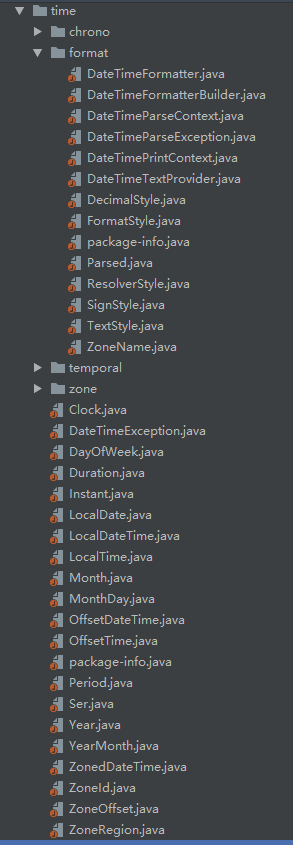 time
chrono
format
DateTimeFormatter.java
DateTimeFormatterBuilder.java
DateTimeParseContext.java
DateTimeParseException.java
DateTimePrintContext.java
DateTimeTextProvider.java
DecimalStyle.java
FormatStyle.java
package-info.java
Parsed.java
ResolverStyle.java
SignStyle.java
TextStyle.java
ZoneName.java
temporal
zone
Clock.java
DateTimeException.java
DayOfWeek.java
Duration.java
Instant.java
LocalDate.java
LocalDateTime.java
LocalTime.java
Month.java
MonthDay.java
OffsetDateTime.java
OffsetTime.java
package-info.java
Period.java
Ser.java
Year.java
YearMonth.java
ZonedDateTime.java
ZoneId.java
ZoneOffset.java
ZoneRegion.java